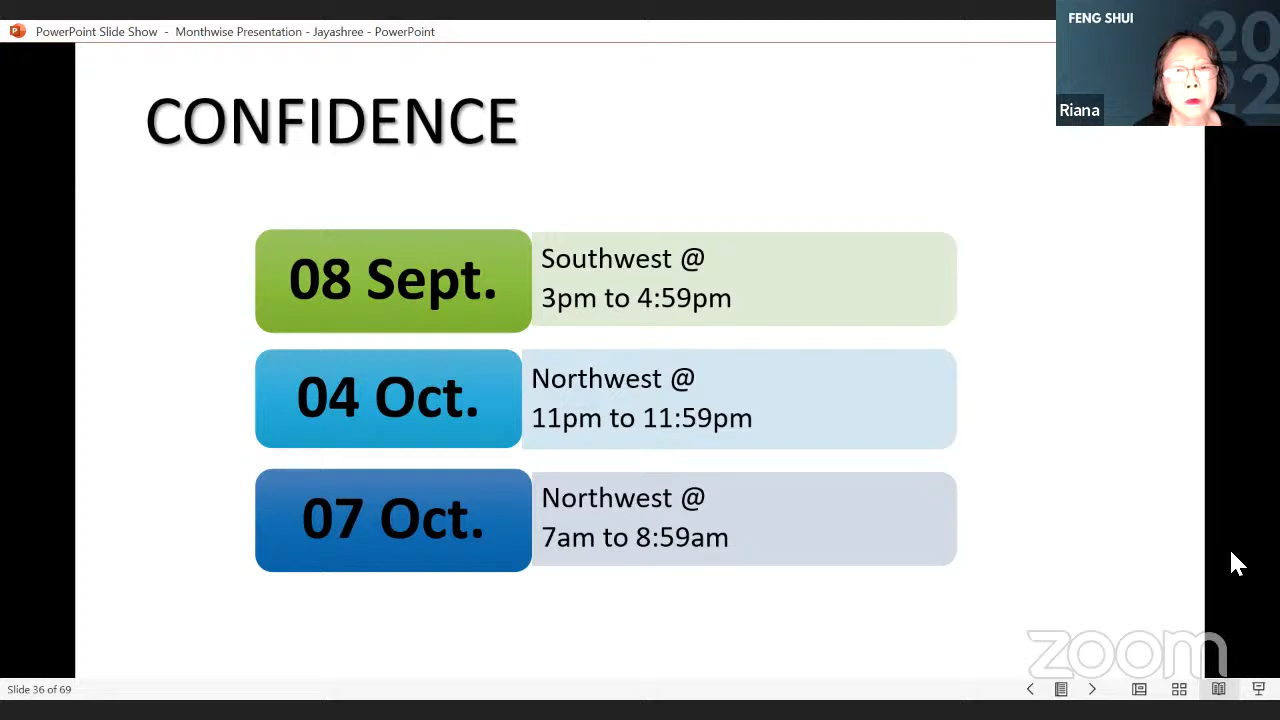 PowerPoint Slide Show - Monthwise Presentation - Jayashree - PowerPoint
FENG SHUI
2022
Riana
CONFIDENCE
08 Sept.
Southwest @
3pm to 4:59pm
04 Oct.
Northwest @
11pm to 11:59pm
07 Oct.
Northwest @
7am to 8:59am
zoom
Slide 36 of 69